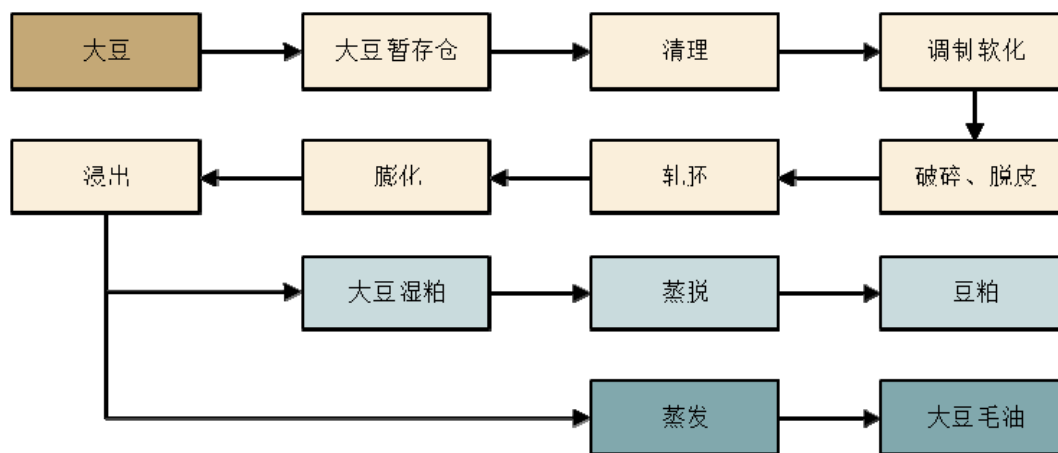 大豆
大豆暂存仓
清理
调制软化
浸出
膨化
轧胚
破碎、脱皮
大豆湿粕
蒸脱
豆粕
蒸发
大豆毛油